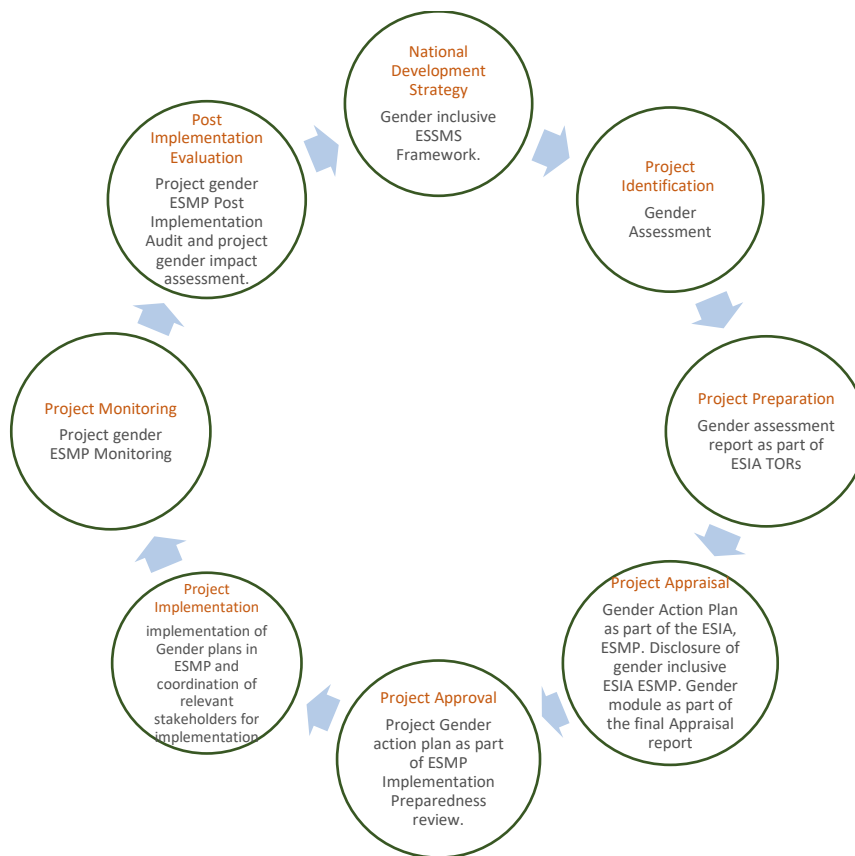 National
Development
Strategy
Gender inclusive
ESSMS
Framework.
Project
Identification
Gender
Assessment
Project Preparation
Gender assessment
report as part of
ESIA TORs
Project Appraisal
Gender Action Plan
as part of the ESIA,
ESMP. Disclosure of
gender inclusive
ESIA ESMP. Gender
module as part of
the final Appraisal
report
Project Approval
Project Gender
action plan as part
of ESMP
Implementation
Preparedness
review.
Project
Implementation
implementation of
Gender plans in
ESMP and
coordination of
relevant
stakeholders for
implementation
Project Monitoring
Project gender
ESMP Monitoring
Post
Implementation
Evaluation
Project gender
ESMP Post
Implementation
Audit and project
gender impact
assessment.